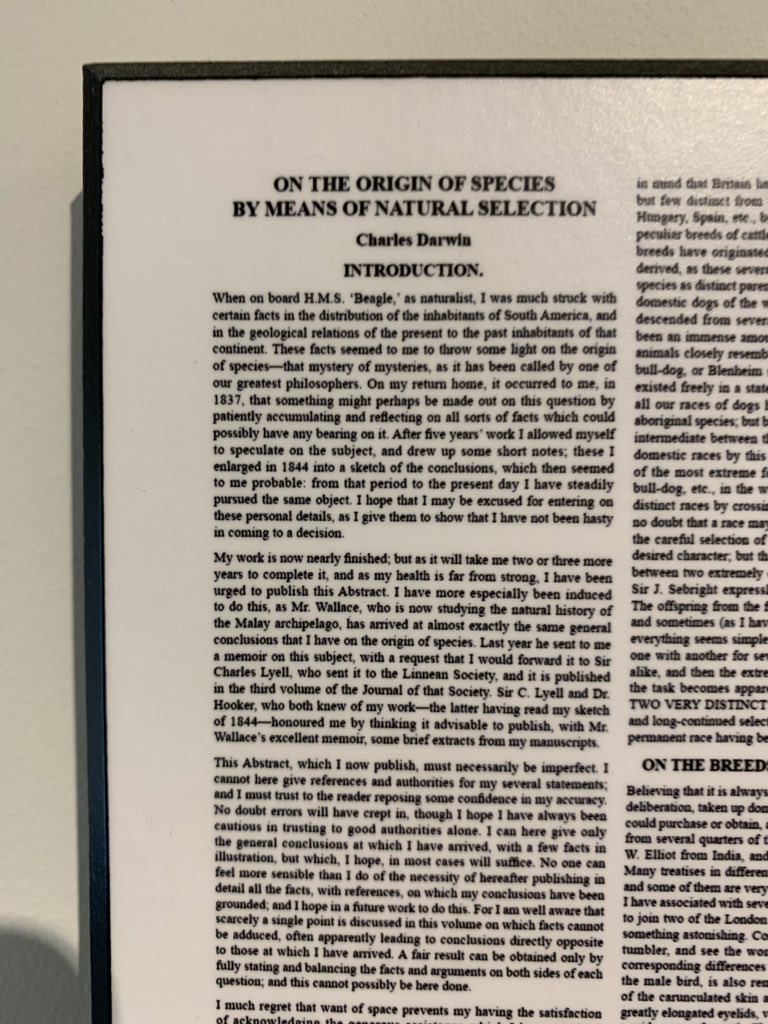 ON THE ORIGIN OF SPECIES
BY MEANS OF NATURAL SELECTION
Charles Darwin
INTRODUCTION.
When on board H.M.S. ‘Beagle,’ as naturalist, I was much struck with
certain facts in the distribution of the inhabitants of South America, and
in the geological relations of the present to the past inhabitants of that
continent. These facts seemed to me to throw some light on the origin
of species—that mystery of mysteries, as it has been called by one of
our greatest philosophers. On my return home, it occurred to me, in
1837, that something might perhaps be made out on this question by
patiently accumulating and reflecting on all sorts of facts which could
possibly have any bearing on it. After five years’ work I allowed myself
to speculate on the subject, and drew up some short notes; these I
enlarged in 1844 into a sketch of the conclusions, which then seemed
to me probable: from that period to the present day I have steadily
pursued the same object. I hope that I may be excused for entering on
these personal details, as I give them to show that I have not been hasty
in coming to a decision.
My work is now nearly finished; but as it will take me two or three more
years to complete it, and as my health is far from strong, I have been
urged to publish this Abstract. I have more especially been induced
to do this, as Mr. Wallace, who is now studying the natural history of
the Malay archipelago, has arrived at almost exactly the same general
conclusions that I have on the origin of species. Last year he sent to me
a memoir on this subject, with a request that I would forward it to Sir
Charles Lyell, who sent it to the Linnean Society, and it is published
in the third volume of the Journal of that Society. Sir C. Lyell and Dr.
Hooker, who both knew of my work—the latter having read my sketch
of 1844—honoured me by thinking it advisable to publish, with Mr.
Wallace’s excellent memoir, some brief extracts from my manuscripts.
This Abstract, which I now publish, must necessarily be imperfect. I
cannot here give references and authorities for my several statements;
and I must trust to the reader reposing some confidence in my accuracy.
No doubt errors will have crept in, though I hope I have always been
cautious in trusting to good authorities alone. I can here give only
the general conclusions at which I have arrived, with a few facts in
illustration, but which, I hope, in most cases will suffice. No one can
feel more sensible than I do of the necessity of hereafter publishing in
detail all the facts, with references, on which my conclusions have been
grounded; and I hope in a future work to do this. For I am well aware that
scarcely a single point is discussed in this volume on which facts cannot
be adduced, often apparently leading to conclusions directly opposite
to those at which I have arrived. A fair result can be obtained only by
fully stating and balancing the facts and arguments on both sides of each
question; and this cannot possibly be here done.
I much regret that want of space prevents my having the satisfaction
of acknowledging the generous
in mind that Britain
but few distinct from
Hungary, Spain, etc.,
peculiar breeds of
breeds have originated
derived, as these
species as distinct
domestic dogs of the
descended from
been an immense
animals closely
bull-dog, or Blenheim
existed freely in a
all our races of dogs
aboriginal species; but
intermediate between
domestic races by this
of the most extreme
bull-dog, etc., in the
distinct races by
no doubt that a race may
the careful selection of
desired character; but
between two extremely
Sir J. Sebright
The offspring from the
and sometimes (as I
everything seems
one with another for
alike, and then the
the task becomes
TWO VERY DISTINCT
and long-continued
permanent race having
ON THE
Believing that it is always
deliberation, taken up
could purchase or obtain,
from several quarters of
W. Elliot from India, and
Many treatises in
and some of them are very
I have associated with
to join two of the London
something astonishing.
tumbler, and see the
corresponding differences
the male bird, is also
of the carunculated skin
greatly elongated eyelids,